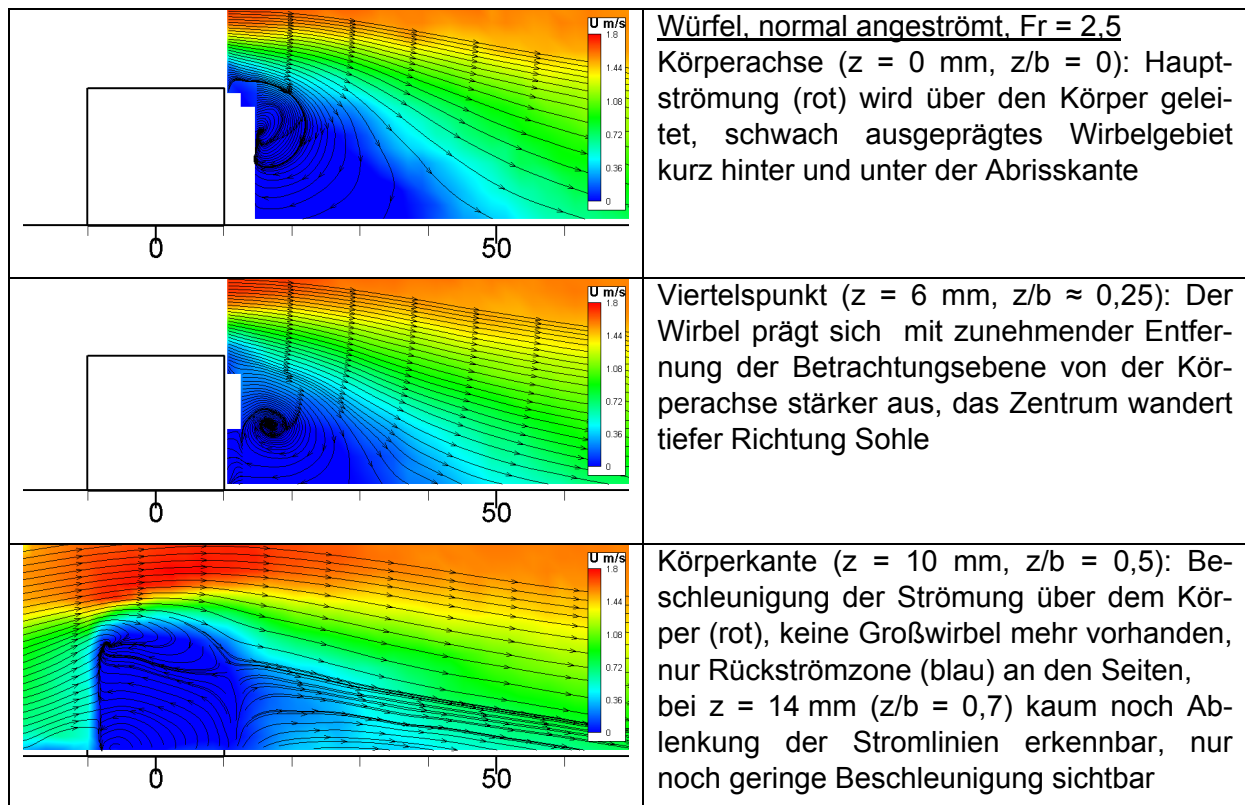 U m/s
1.8
1.44
1.08
0.72
0.36
0
0
50
Würfel, normal angeströmt, Fr = 2,5
Körperachse (z = 0 mm, z/b = 0): Haupt-
strömung (rot) wird über den Körper gelei-
tet, schwach ausgeprägtes Wirbelgebiet
kurz hinter und unter der Abrisskante
U m/s
1.8
1.44
1.08
0.72
0.36
0
0
50
Viertelspunkt (z = 6 mm, z/b ≈ 0,25): Der
Wirbel prägt sich mit zunehmender Entfer-
nung der Betrachtungsebene von der Kör-
perachse stärker aus, das Zentrum wandert
tiefer Richtung Sohle
U m/s
1.8
1.44
1.08
0.72
0.36
0
0
50
Körperkante (z = 10 mm, z/b = 0,5): Be-
schleunigung der Strömung über dem Kör-
per (rot), keine Großwirbel mehr vorhanden,
nur Rückströmzone (blau) an den Seiten,
bei z = 14 mm (z/b = 0,7) kaum noch Ab-
lenkung der Stromlinien erkennbar, nur
noch geringe Beschleunigung sichtbar